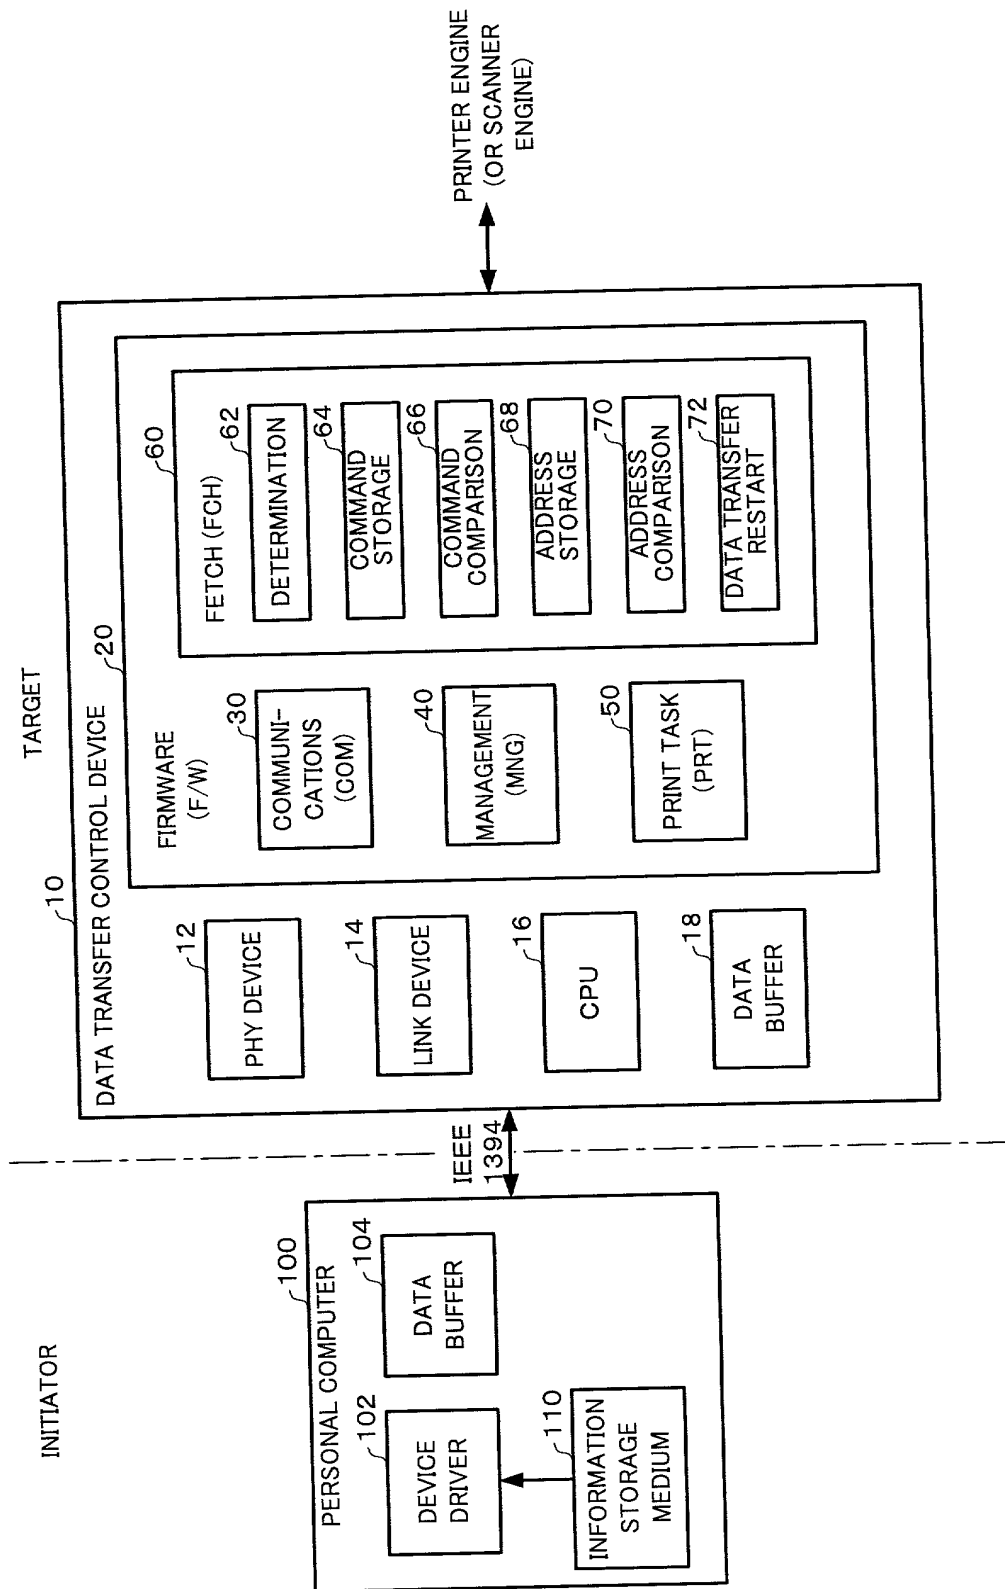 INITIATOR
100
PERSONAL COMPUTER
102
DEVICE
DRIVER
104
DATA
BUFFER
110
INFORMATION
STORAGE
MEDIUM
IEEE
1394
TARGET
10
DATA TRANSFER CONTROL DEVICE
12
PHY DEVICE
14
LINK DEVICE
16
CPU
18
DATA
BUFFER
20
FIRMWARE
(F/W)
30
COMMUNI-
CATIONS
(COM)
40
MANAGEMENT
(MNG)
50
PRINT TASK
(PRT)
60
FETCH (FCH)
62
DETERMINATION
64
COMMAND
STORAGE
66
COMMAND
COMPARISON
68
ADDRESS
STORAGE
70
ADDRESS
COMPARISON
72
DATA TRANSFER
RESTART
PRINTER ENGINE
(OR SCANNER
ENGINE)